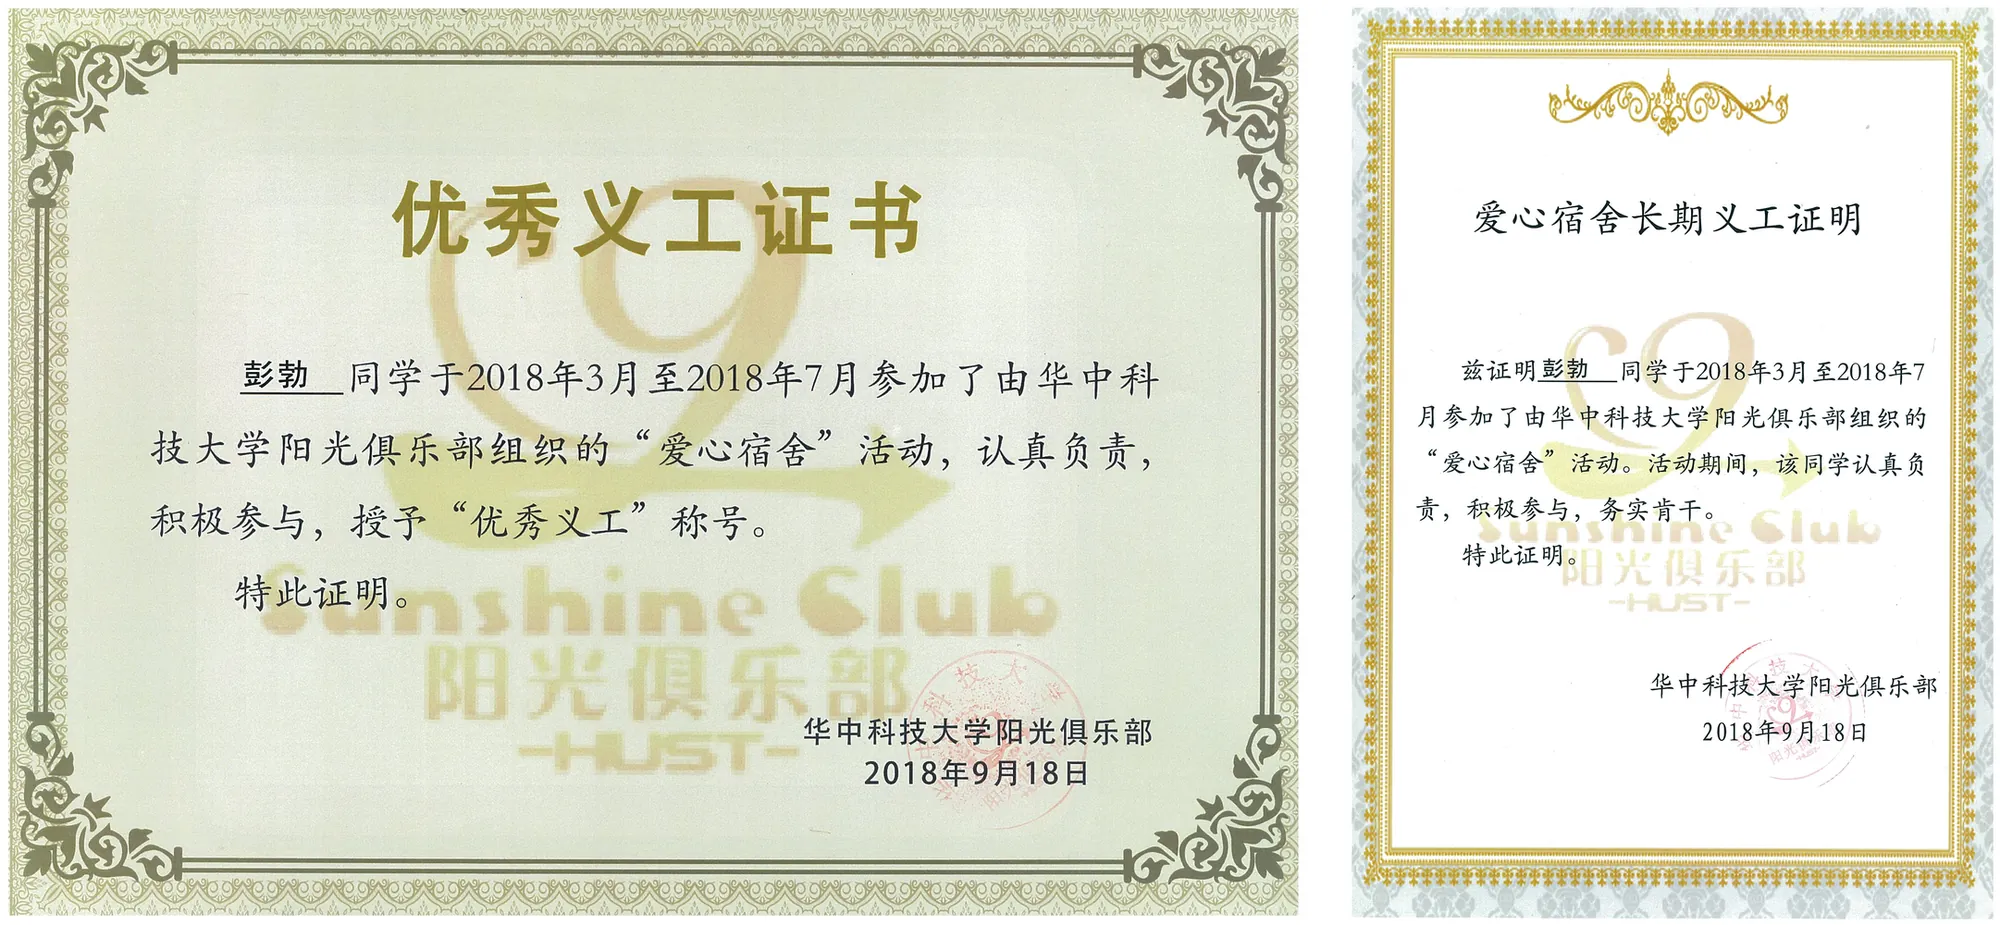 优秀义工证书
彭勃 同学于2018年3月至2018年7月参加了由华中科
技大学阳光俱乐部组织的“爱心宿舍”活动，认真负责，
积极参与，授予“优秀义工”称号。
特此证明。
Sunshine Club
阳光俱乐部
-HUST-
华中科技大学阳光俱乐部
2018年9月18日
爱心宿舍长期义工证明
兹证明彭勃 同学于2018年3月至2018年7
月参加了由华中科技大学阳光俱乐部组织的
“爱心宿舍”活动。活动期间，该同学认真负
责，积极参与，务实肯干。
特此证明。
Sunshine Club
阳光俱乐部
-HUST-
华中科技大学阳光俱乐部
2018年9月18日